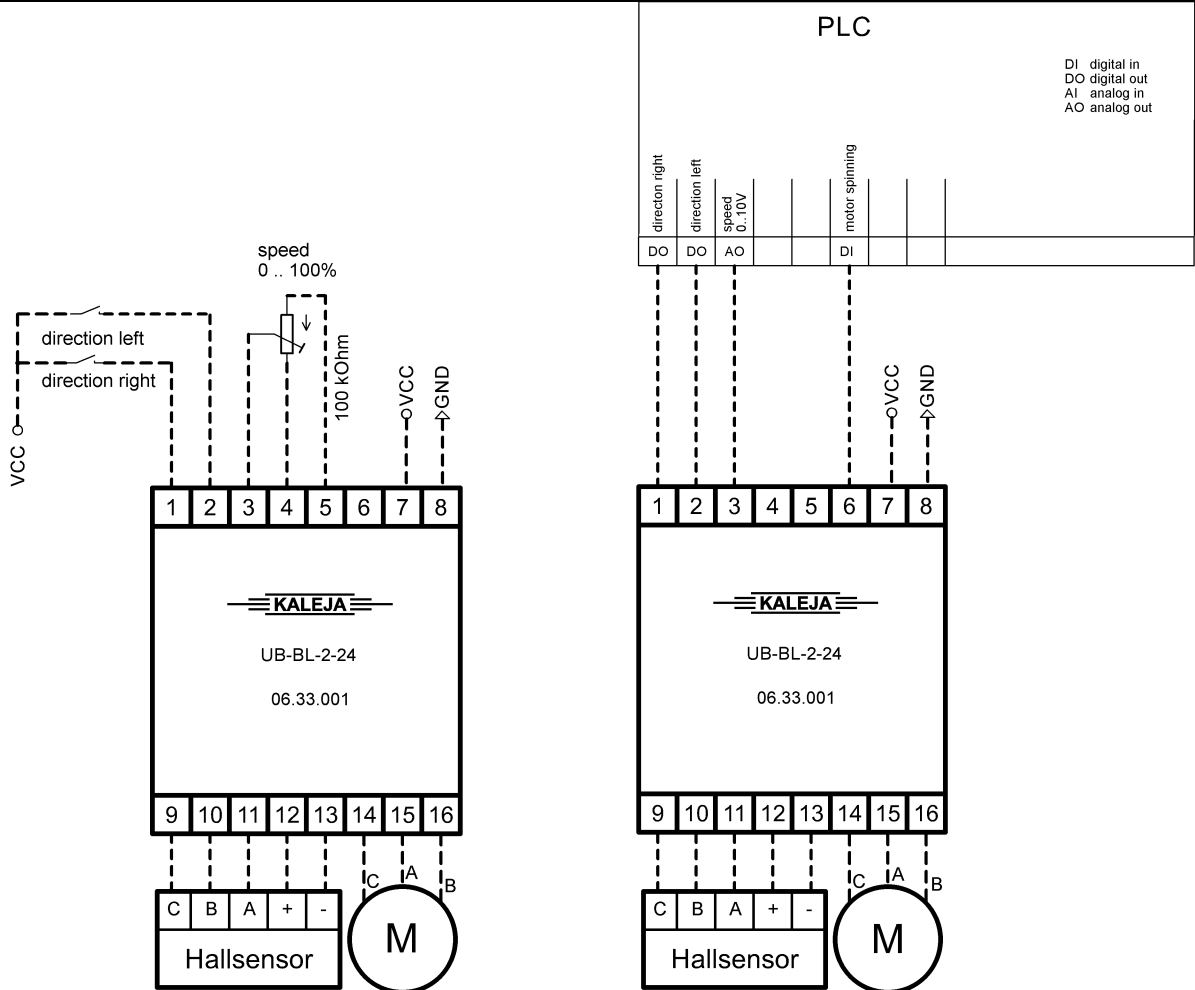 PLC
DI digital in
DO digital out
AI analog in
AO analog out
directon right
direction left
speed
0..10V
motor spinning
DO DO AO DI
speed
0 .. 100%
direction left
direction right
100 kOhm
VCC
GND
VCC
VCC
GND
1 2 3 4 5 6 7 8
KALEJA
UB-BL-2-24
06.33.001
9 10 11 12 13 14 15 16
C A B
C B A + -
Hallsensor
M
1 2 3 4 5 6 7 8
KALEJA
UB-BL-2-24
06.33.001
9 10 11 12 13 14 15 16
C A B
C B A + -
Hallsensor
M